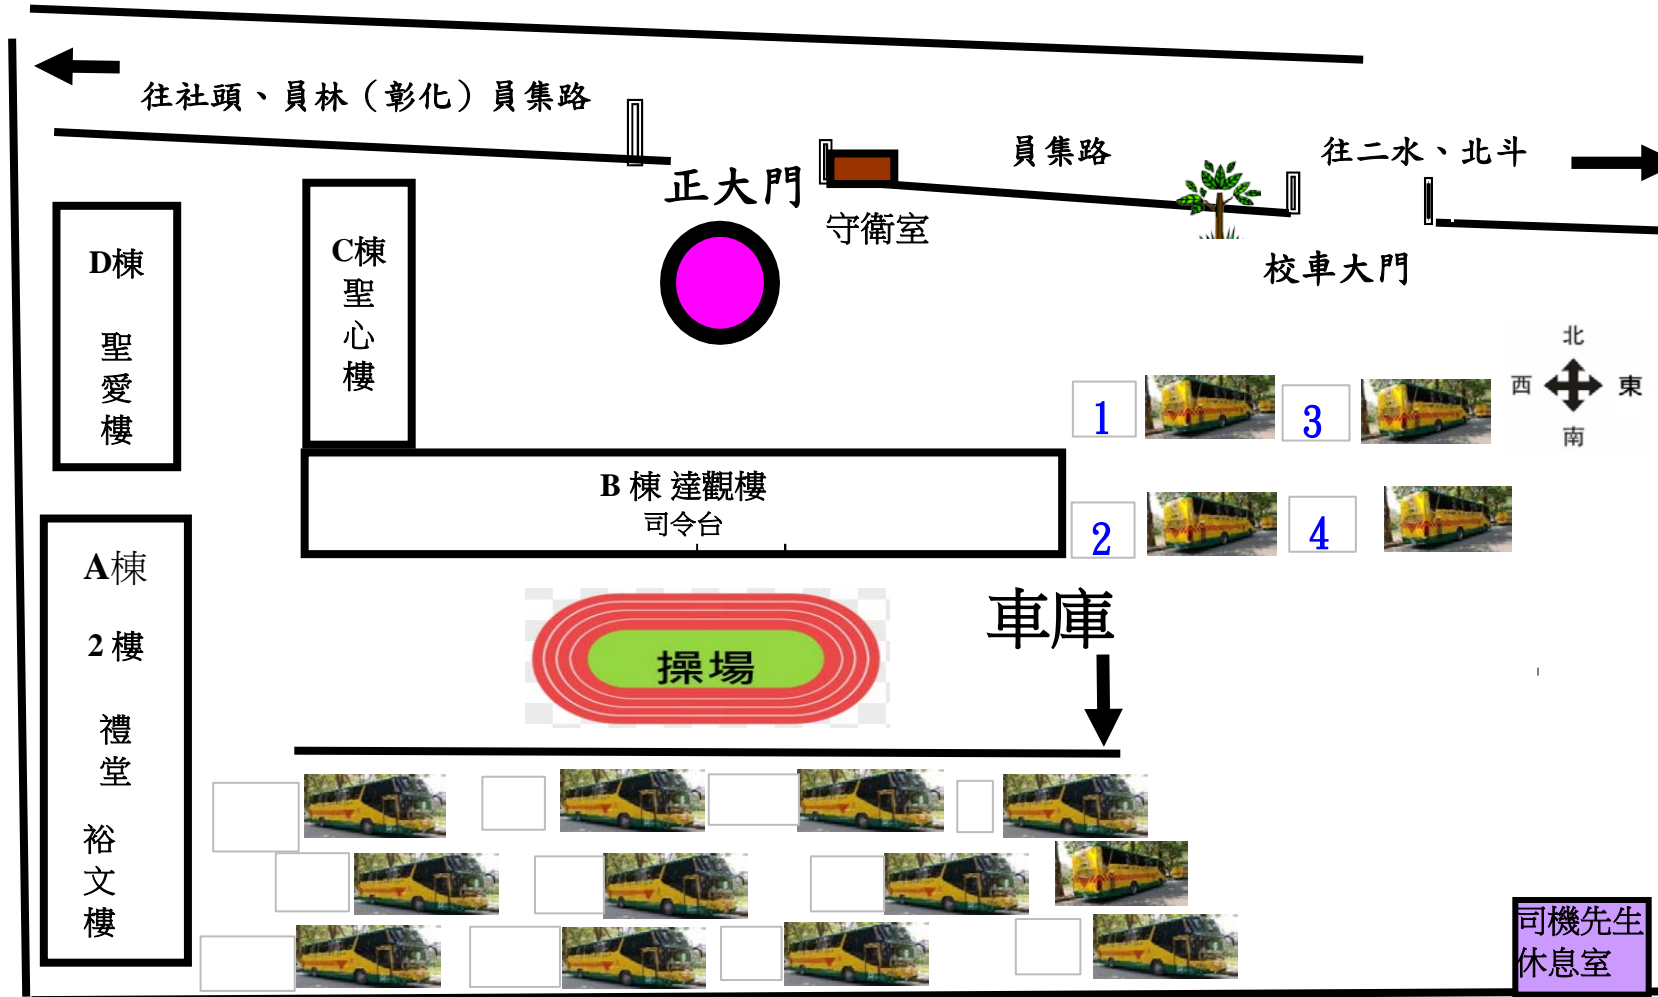 往社頭、員林（彰化）員集路
員集路
往二水、北斗
正大門
守衛室
校車大門
D棟
聖愛樓
C棟
聖心樓
北
西
東
南
1
3
B 棟 達觀樓
司令台
2
4
A棟
2 樓
禮堂
裕文樓
車庫
操場
司機先生
休息室